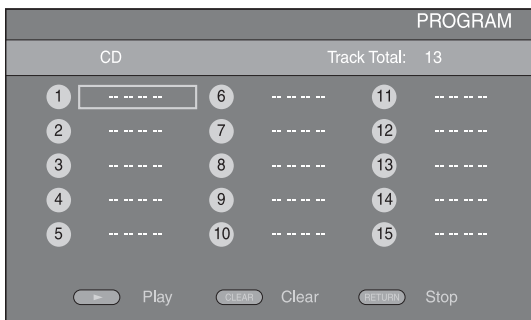 PROGRAM
CD Track Total: 13
1 -- -- -- -- 6 -- -- -- -- 11 -- -- -- --
2 -- -- -- -- 7 -- -- -- -- 12 -- -- -- --
3 -- -- -- -- 8 -- -- -- -- 13 -- -- -- --
4 -- -- -- -- 9 -- -- -- -- 14 -- -- -- --
5 -- -- -- -- 10 -- -- -- -- 15 -- -- -- --
Play CLEAR Clear RETURN Stop